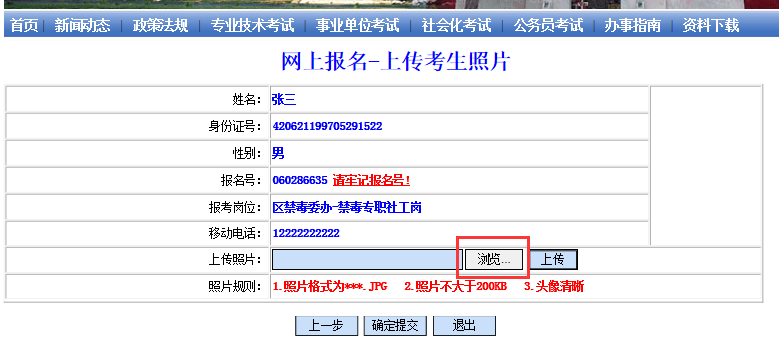 首页 | 新闻动态 | 政策法规 | 专业技术考试 | 事业单位考试 | 社会化考试 | 公务员考试 | 办事指南 | 资料下载
网上报名-上传考生照片
姓名： 张三
身份证号： 420621199705291522
性别： 男
报名号： 060286635 请牢记报名号!
报考岗位： 区禁毒委办-禁毒专职社工岗
移动电话： 12222222222
上传照片： 浏览... 上传
照片规则： 1.照片格式为***.JPG 2.照片不大于200KB 3.头像清晰
上一步 确定提交 退出